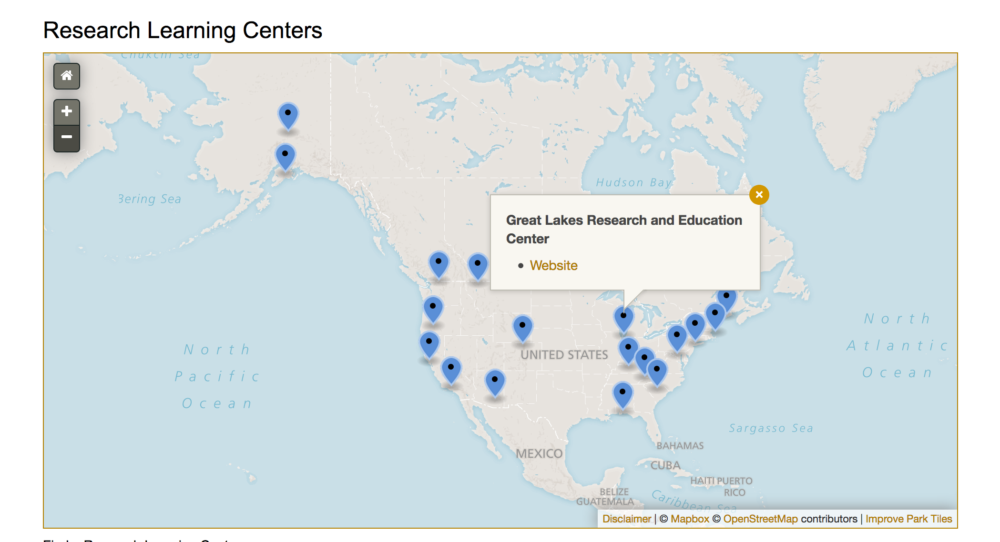 Research Learning Centers
Chukchi Sea
Bering Sea
Hudson Bay
Great Lakes Research and Education
Center
• Website
North
Pacific
Ocean
North
Atlantic
Ocean
UNITED STATES
Sargasso Sea
MEXICO
BAHAMAS
CUBA
HAITI
PUERTO
RICO
BELIZE
GUATEMALA
Caribbean Sea
Disclaimer | © Mapbox © OpenStreetMap contributors | Improve Park Tiles